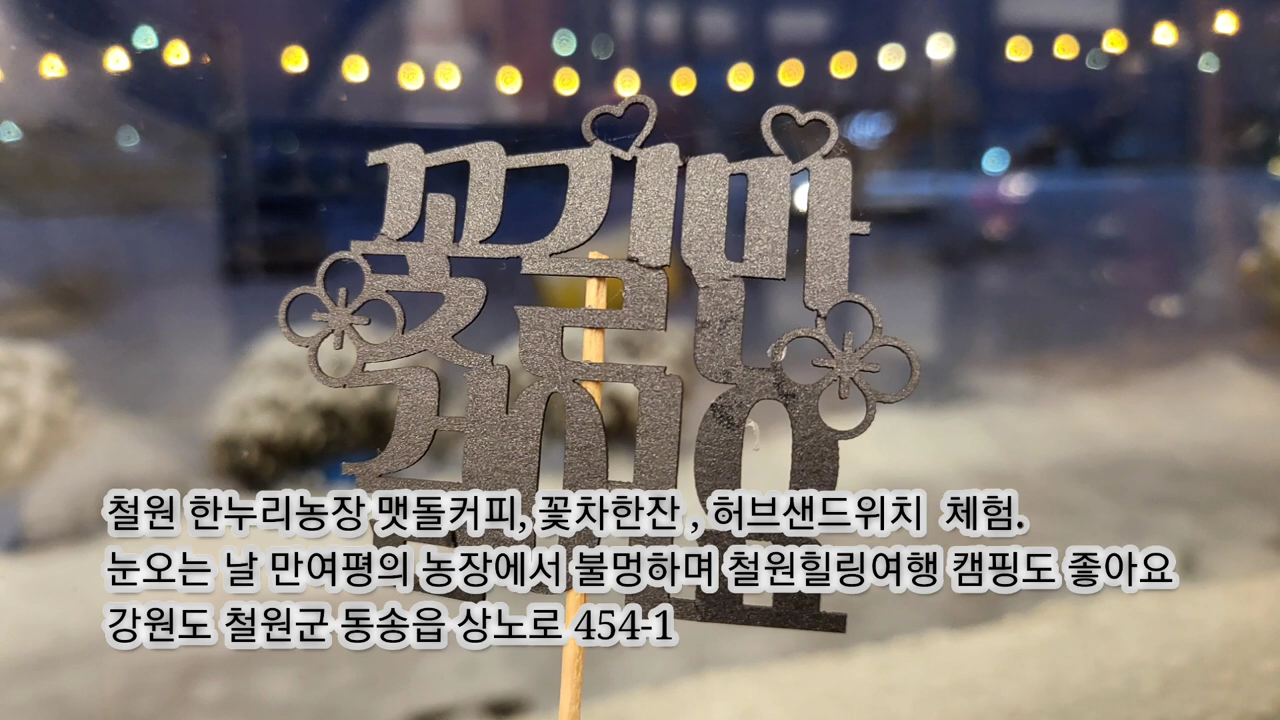 꽃길만
걸어요
철원 한누리농장 맷돌커피, 꽃차한잔 , 허브샌드위치 체험.
눈오는 날 만여평의 농장에서 불멍하며 철원힐링여행 캠핑도 좋아요
강원도 철원군 동송읍 상노로 454-1